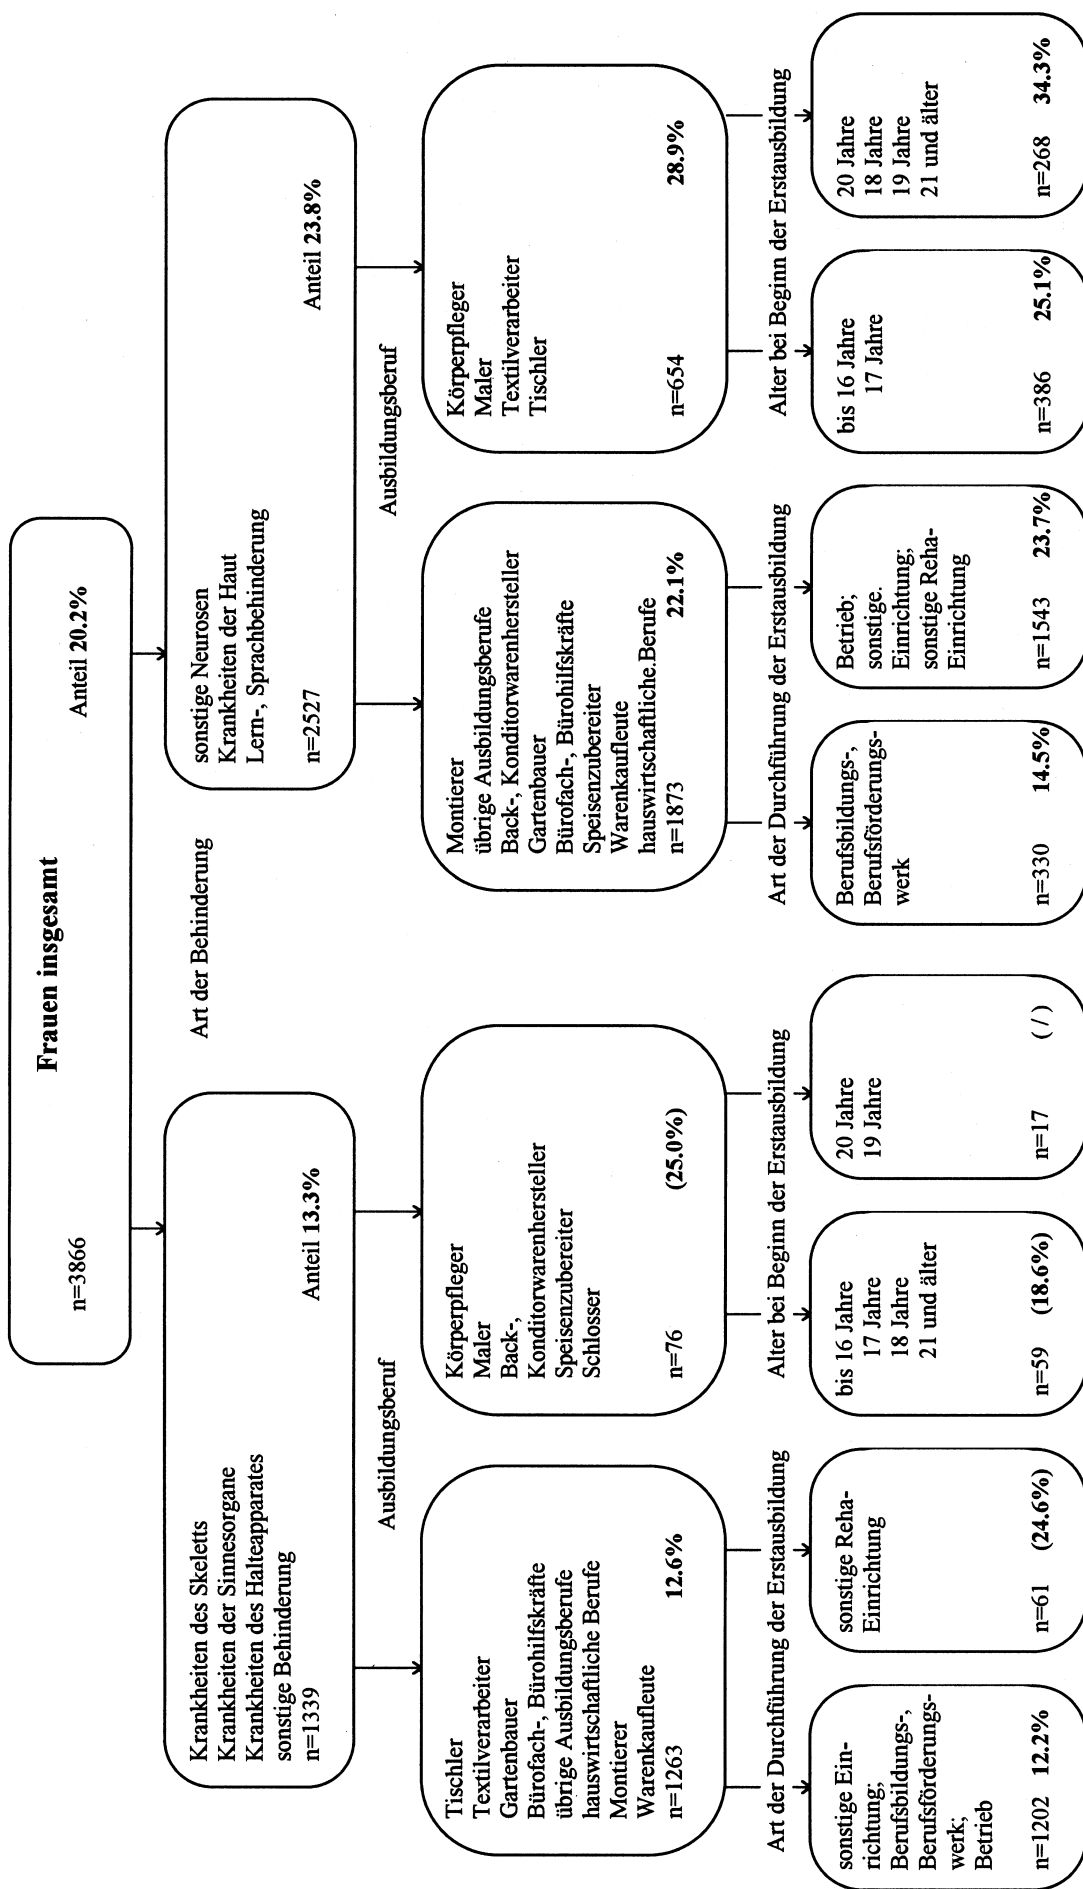 Frauen insgesamt
n=3866 Anteil 20.2%
Art der Behinderung
Krankheiten des Skeletts
Krankheiten der Sinnesorgane
Krankheiten des Halteapparates
sonstige Behinderung
n=1339 Anteil 13.3%
sonstige Neurosen
Krankheiten der Haut
Lern-, Sprachbehinderung
n=2527 Anteil 23.8%
Ausbildungsberuf
Ausbildungsberuf
Tischler
Textilverarbeiter
Gartenbauer
Bürofach-, Bürohilfskräfte
übrige Ausbildungsberufe
hauswirtschaftliche Berufe
Montierer
Warenkaufleute
n=1263 12.6%
Körperpfleger
Maler
Back-,
Konditorwarenhersteller
Speisenzubereiter
Schlosser
n=76 (25.0%)
Montierer
übrige Ausbildungsberufe
Back-, Konditorwarenhersteller
Gartenbauer
Bürofach-, Bürohilfskräfte
Speisenzubereiter
Warenkaufleute
hauswirtschaftliche.Berufe
n=1873 22.1%
Körperpfleger
Maler
Textilverarbeiter
Tischler
n=654 28.9%
Art der Durchführung der Erstausbildung
Alter bei Beginn der Erstausbildung
Art der Durchführung der Erstausbildung
Alter bei Beginn der Erstausbildung
sonstige Ein-
richtung;
Berufsbildungs-,
Berufsförderungs-
werk;
Betrieb
n=1202 12.2%
sonstige Reha-
Einrichtung
n=61 (24.6%)
bis 16 Jahre
17 Jahre
18 Jahre
21 und älter
n=59 (18.6%)
20 Jahre
19 Jahre
n=17 ( / )
Berufsbildungs-,
Berufsförderungs-
werk
n=330 14.5%
Betrieb;
sonstige.
Einrichtung;
sonstige Reha-
Einrichtung
n=1543 23.7%
bis 16 Jahre
17 Jahre
n=386 25.1%
20 Jahre
18 Jahre
19 Jahre
21 und älter
n=268 34.3%